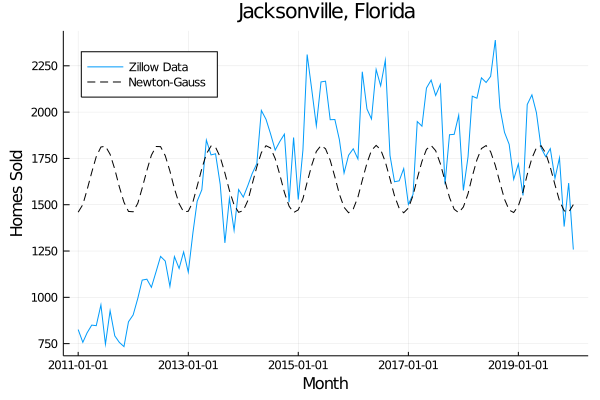 Jacksonville, Florida
Zillow Data
Newton-Gauss
Homes Sold
2250
2000
1750
1500
1250
1000
750
2011-01-01 2013-01-01 2015-01-01 2017-01-01 2019-01-01
Month